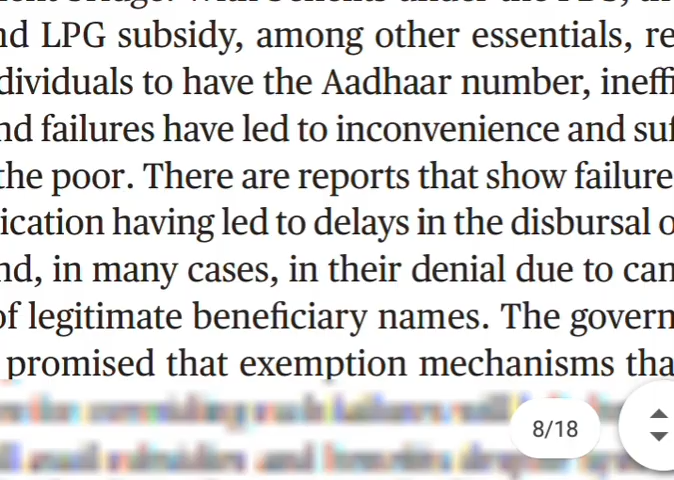 nd LPG subsidy, among other essentials, re
dividuals to have the Aadhaar number, ineffi
nd failures have led to inconvenience and suf
the poor. There are reports that show failure
ication having led to delays in the disbursal o
nd, in many cases, in their denial due to can
of legitimate beneficiary names. The govern
promised that exemption mechanisms tha
8/18